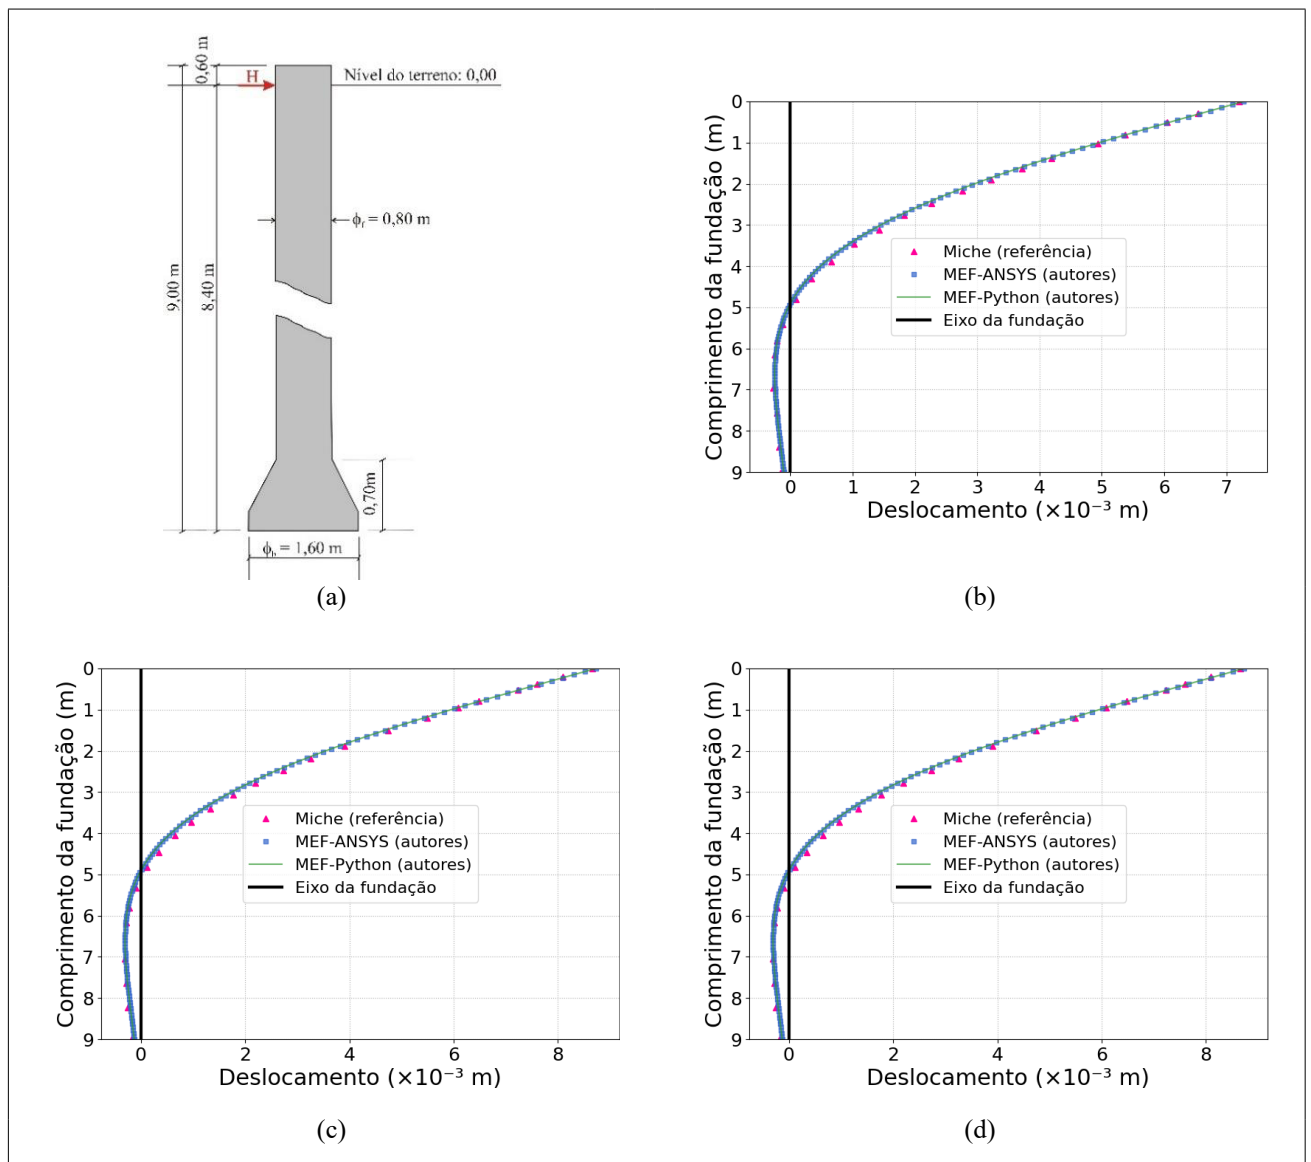 0,60 m
H
Nível do terreno: 0,00
ϕf = 0,80 m
9,00 m
8,40 m
0,70m
ϕb = 1,60 m
(a)
0
1
2
3
4
5
6
7
8
9
Comprimento da fundação (m)
Miche (referência)
MEF-ANSYS (autores)
MEF-Python (autores)
Eixo da fundação
0 1 2 3 4 5 6 7
Deslocamento (×10⁻³ m)
(b)
0
1
2
3
4
5
6
7
8
9
Comprimento da fundação (m)
Miche (referência)
MEF-ANSYS (autores)
MEF-Python (autores)
Eixo da fundação
0 2 4 6 8
Deslocamento (×10⁻³ m)
(c)
0
1
2
3
4
5
6
7
8
9
Comprimento da fundação (m)
Miche (referência)
MEF-ANSYS (autores)
MEF-Python (autores)
Eixo da fundação
0 2 4 6 8
Deslocamento (×10⁻³ m)
(d)